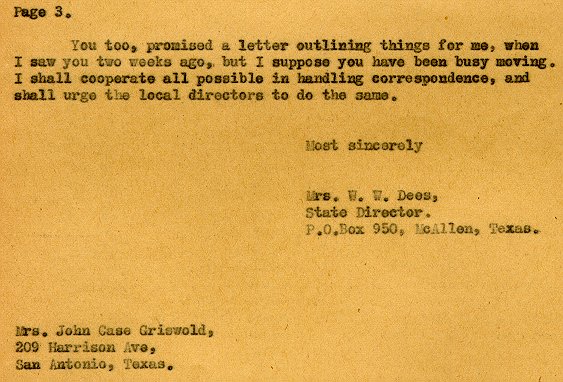 Page 3.
You too, promised a letter outlining things for me, when
I saw you two weeks ago, but I suppose you have been busy moving.
I shall cooperate all possible in handling correspondence, and
shall urge the local directors to do the same.
Most sincerely
Mrs. W. W. Dees,
State Director.
P.O.Box 950, McAllen, Texas.
Mrs. John Case Griswold,
209 Harrison Ave,
San Antonio, Texas.